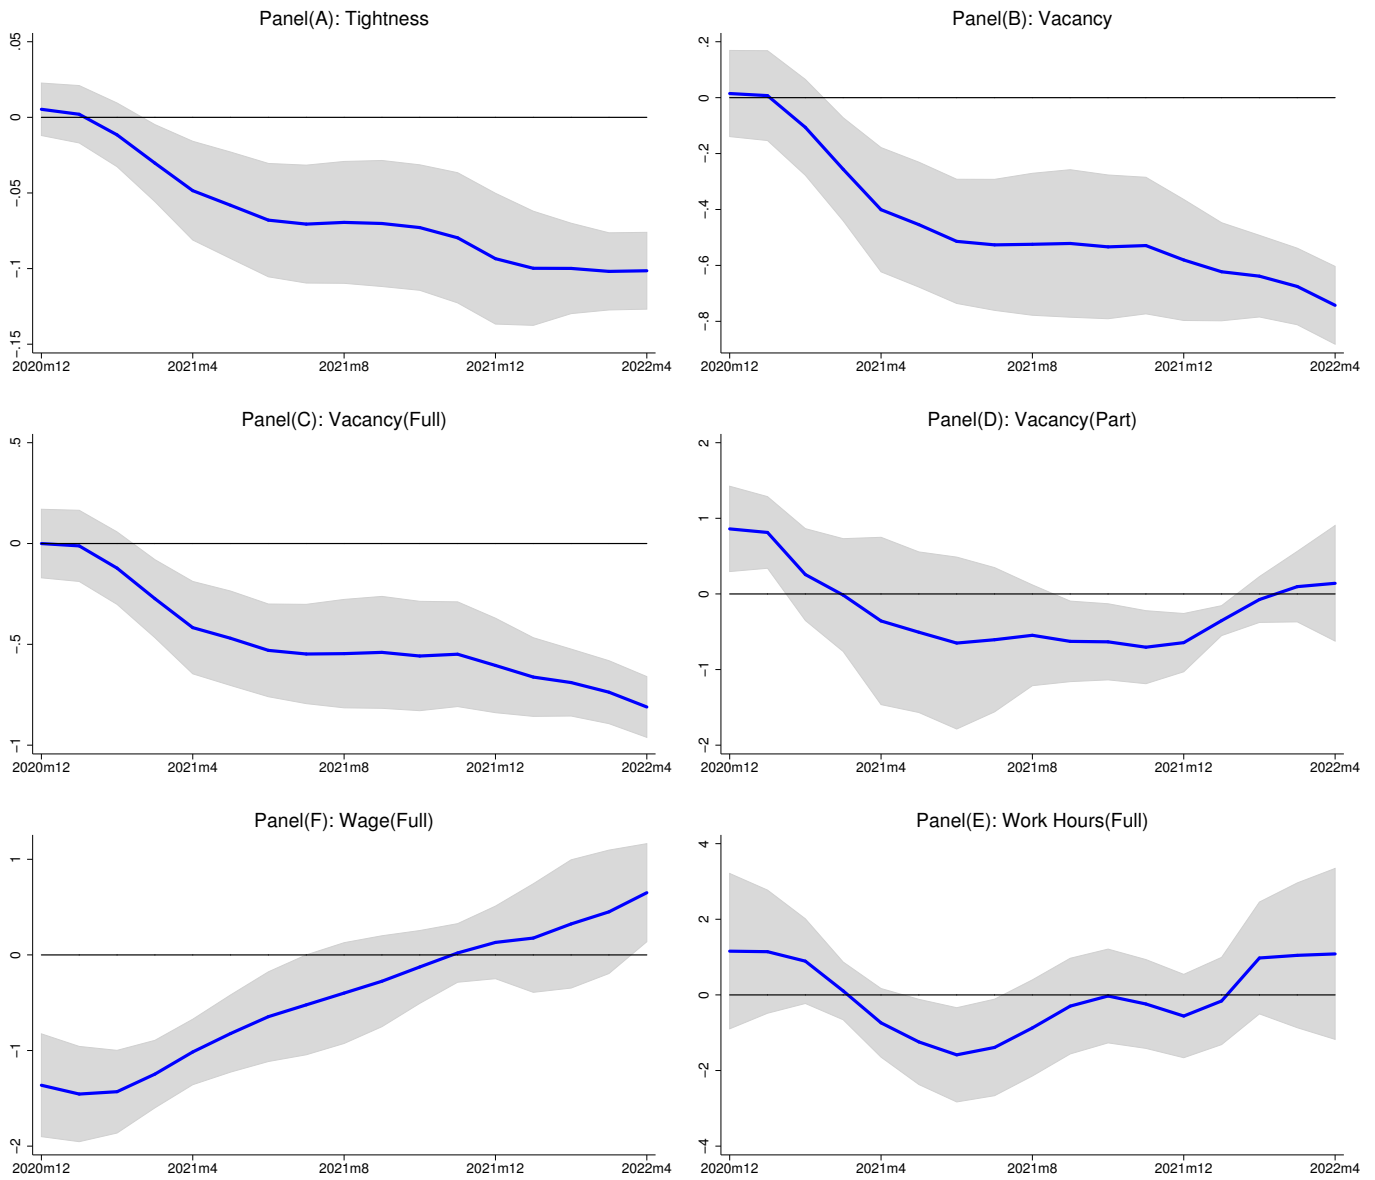 Panel(A): Tightness
.05
0
−.05
−.1
−.15
2020m12 2021m4 2021m8 2021m12 2022m4
Panel(B): Vacancy
.2
0
−.2
−.4
−.6
−.8
2020m12 2021m4 2021m8 2021m12 2022m4
Panel(C): Vacancy(Full)
.5
0
−.5
−1
2020m12 2021m4 2021m8 2021m12 2022m4
Panel(D): Vacancy(Part)
2
1
0
−1
−2
2020m12 2021m4 2021m8 2021m12 2022m4
Panel(F): Wage(Full)
1
0
−1
−2
2020m12 2021m4 2021m8 2021m12 2022m4
Panel(E): Work Hours(Full)
4
2
0
−2
−4
2020m12 2021m4 2021m8 2021m12 2022m4